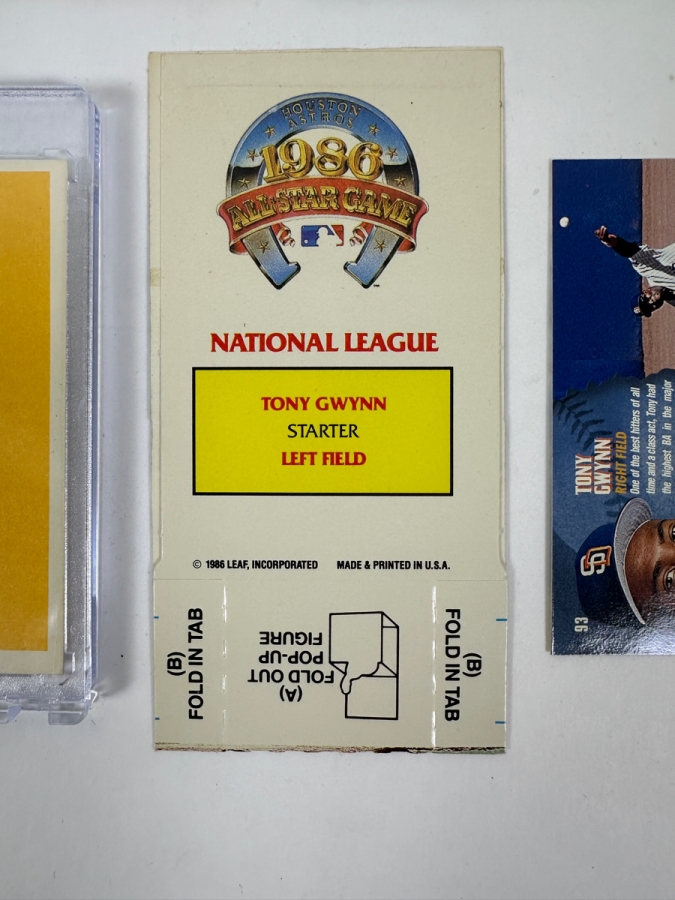 HOUSTON
ASTROS
1986
ALL-STAR GAME
NATIONAL LEAGUE
TONY GWYNN
STARTER
LEFT FIELD
© 1986 LEAF, INCORPORATED MADE & PRINTED IN U.S.A.
(B)
FOLD IN TAB
(A)
FOLD OUT
POP-UP
FIGURE
(B)
FOLD IN TAB
TONY
GWYNN
RIGHT FIELD
One of the best hitters of all
time and a class act, Tony had
the highest BA in the major
93
SD